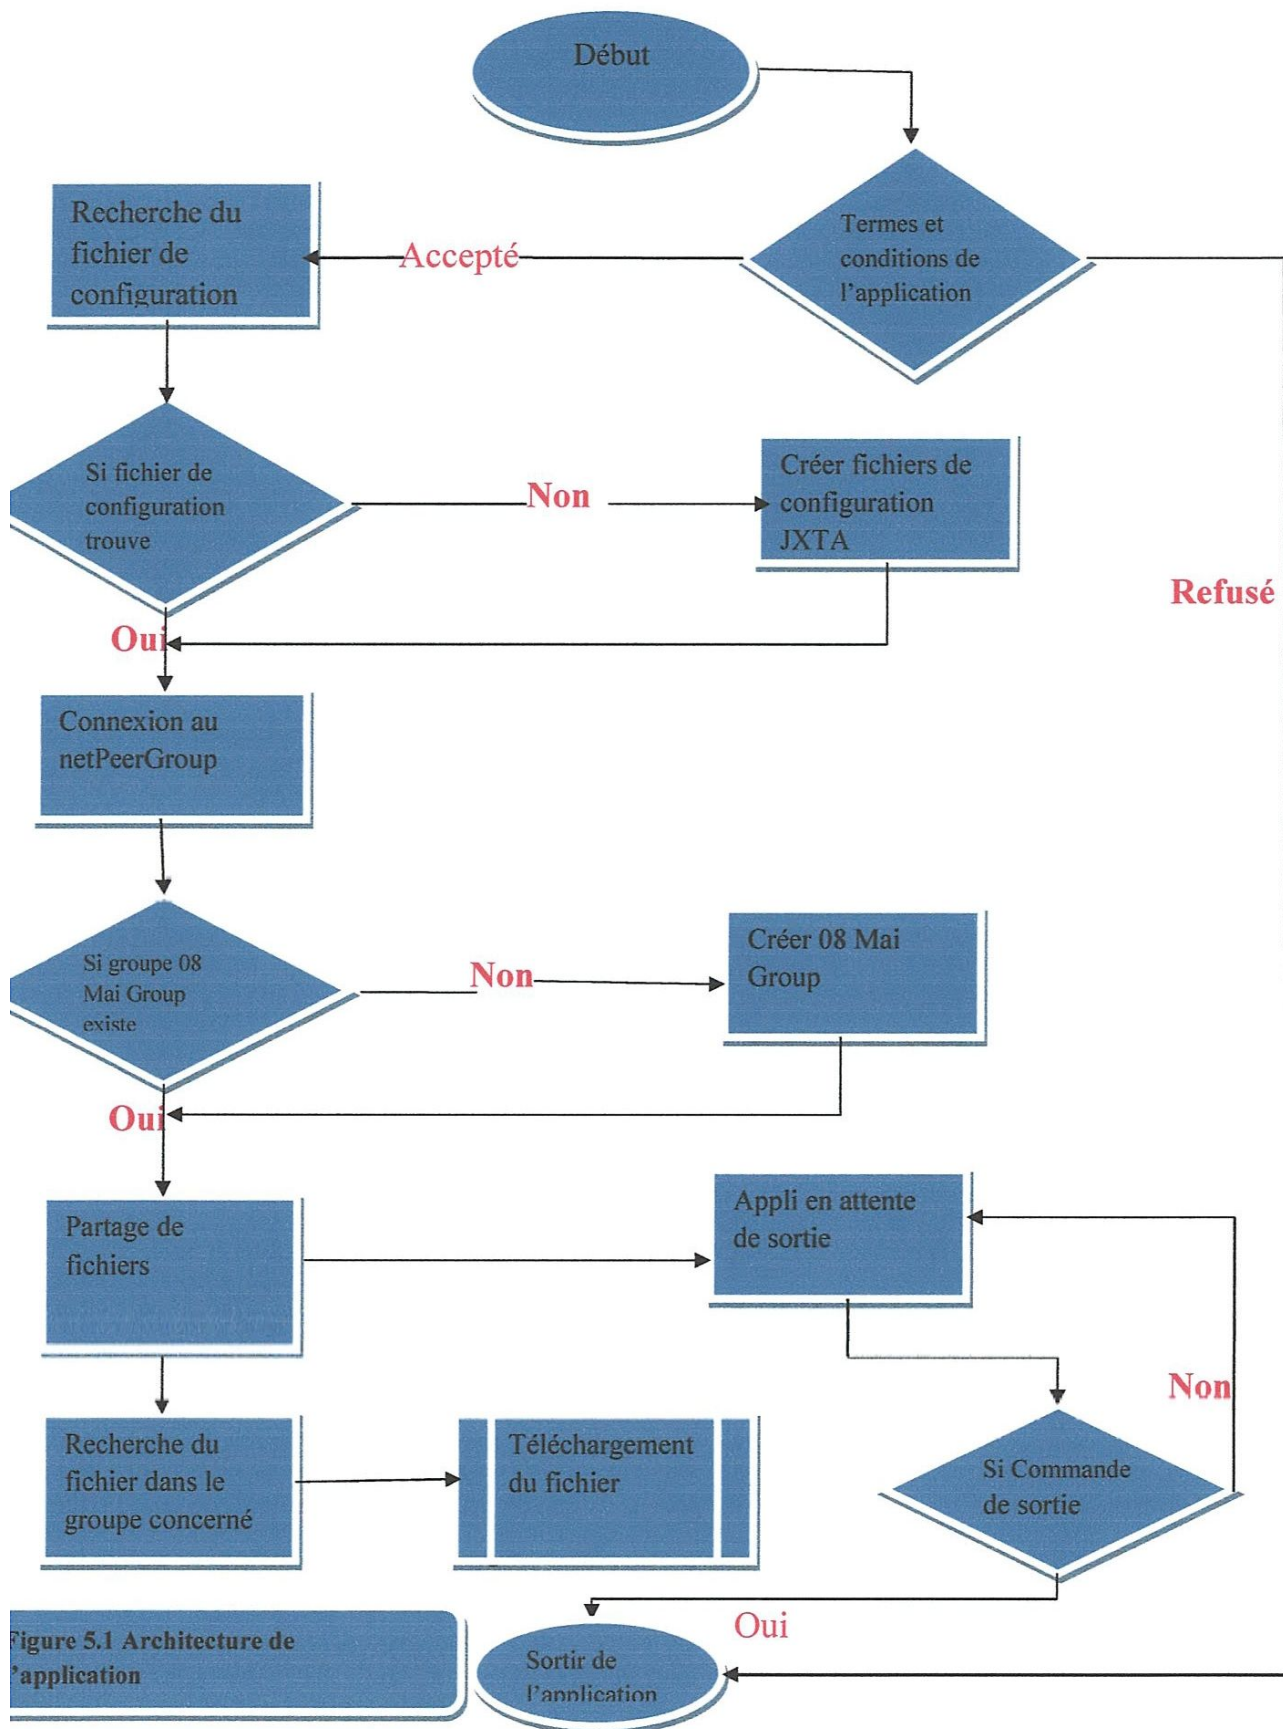 Début
Termes et
conditions de
l'application
Accepté
Recherche du
fichier de
configuration
Si fichier de
configuration
trouve
Non
Créer fichiers de
configuration
JXTA
Refusé
Oui
Connexion au
netPeerGroup
Si groupe 08
Mai Group
existe
Non
Créer 08 Mai
Group
Oui
Partage de
fichiers
Appli en attente
de sortie
Non
Recherche du
fichier dans le
groupe concerné
Téléchargement
du fichier
Si Commande
de sortie
Oui
Sortir de
l'application
Figure 5.1 Architecture de
'application